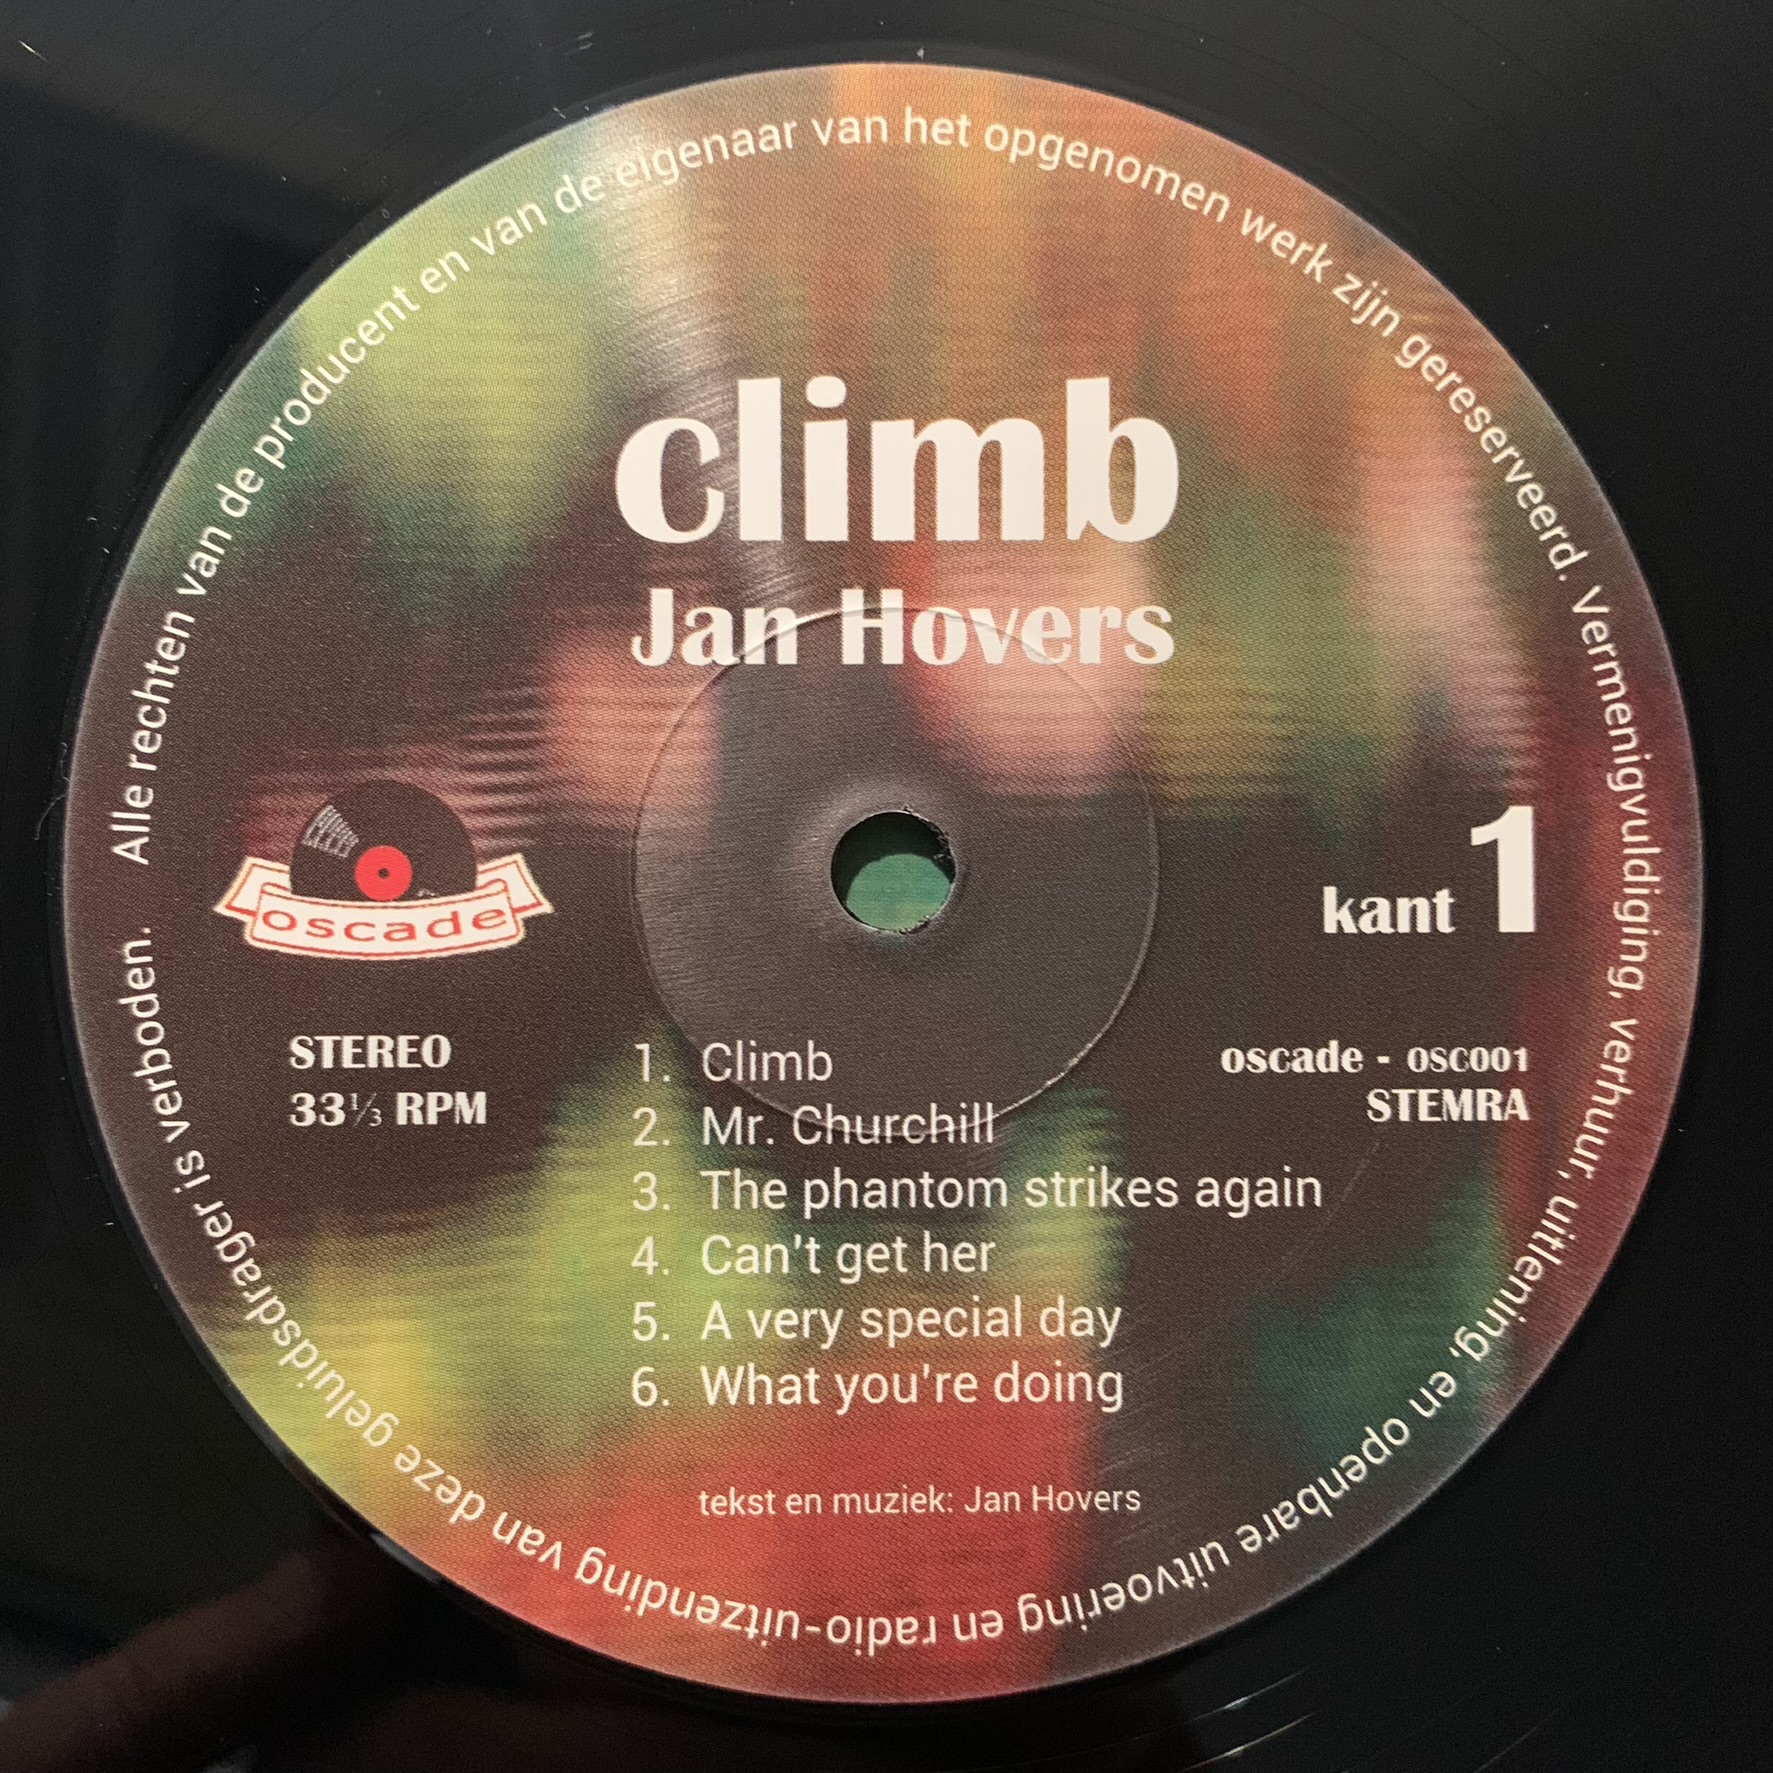 Alle rechten van de producent en van de eigenaar van het opgenomen werk zijn gereserveerd. Vermenigvuldiging, verhuur, uitlening, en openbare uitvoering en radio-uitzending van deze geluidsdrager is verboden.
climb
Jan Hovers
oscade
kant 1
STEREO
33⅓ RPM
oscade - OSC001
STEMRA
1. Climb
2. Mr. Churchill
3. The phantom strikes again
4. Can't get her
5. A very special day
6. What you're doing
tekst en muziek: Jan Hovers